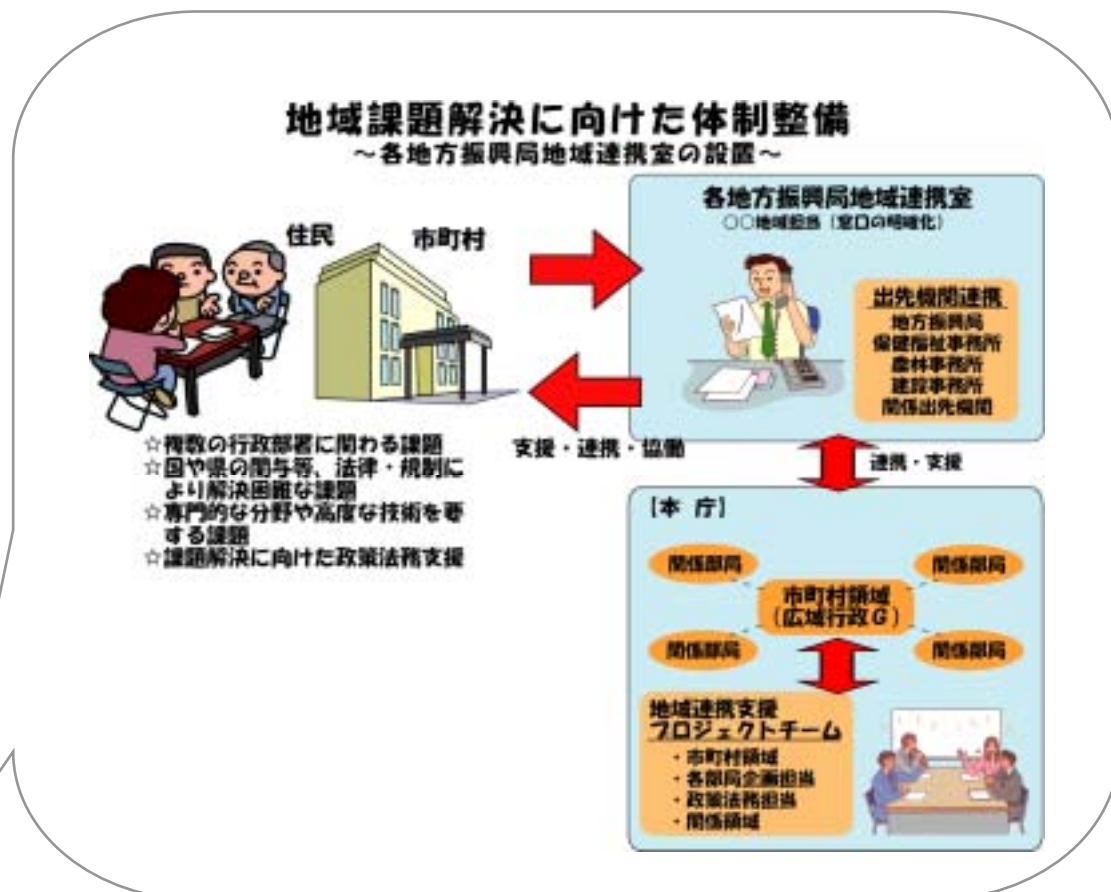 地域課題解決に向けた体制整備
～各地方振興局地域連携室の設置～
住民
市町村
☆複数の行政部署に関わる課題
☆国や県の関与等、法律・規制に
より解決困難な課題
☆専門的な分野や高度な技術を要
する課題
☆課題解決に向けた政策法務支援
支援・連携・協働
各地方振興局地域連携室
○○地域担当（窓口の明確化）
出先機関連携
地方振興局
保健福祉事務所
農林事務所
建設事務所
関係出先機関
連携・支援
［本 庁］
関係部局
関係部局
市町村領域
（広域行政Ｇ）
関係部局
関係部局
地域連携支援
プロジェクトチーム
・市町村領域
・各部局企画担当
・政策法務担当
・関係領域